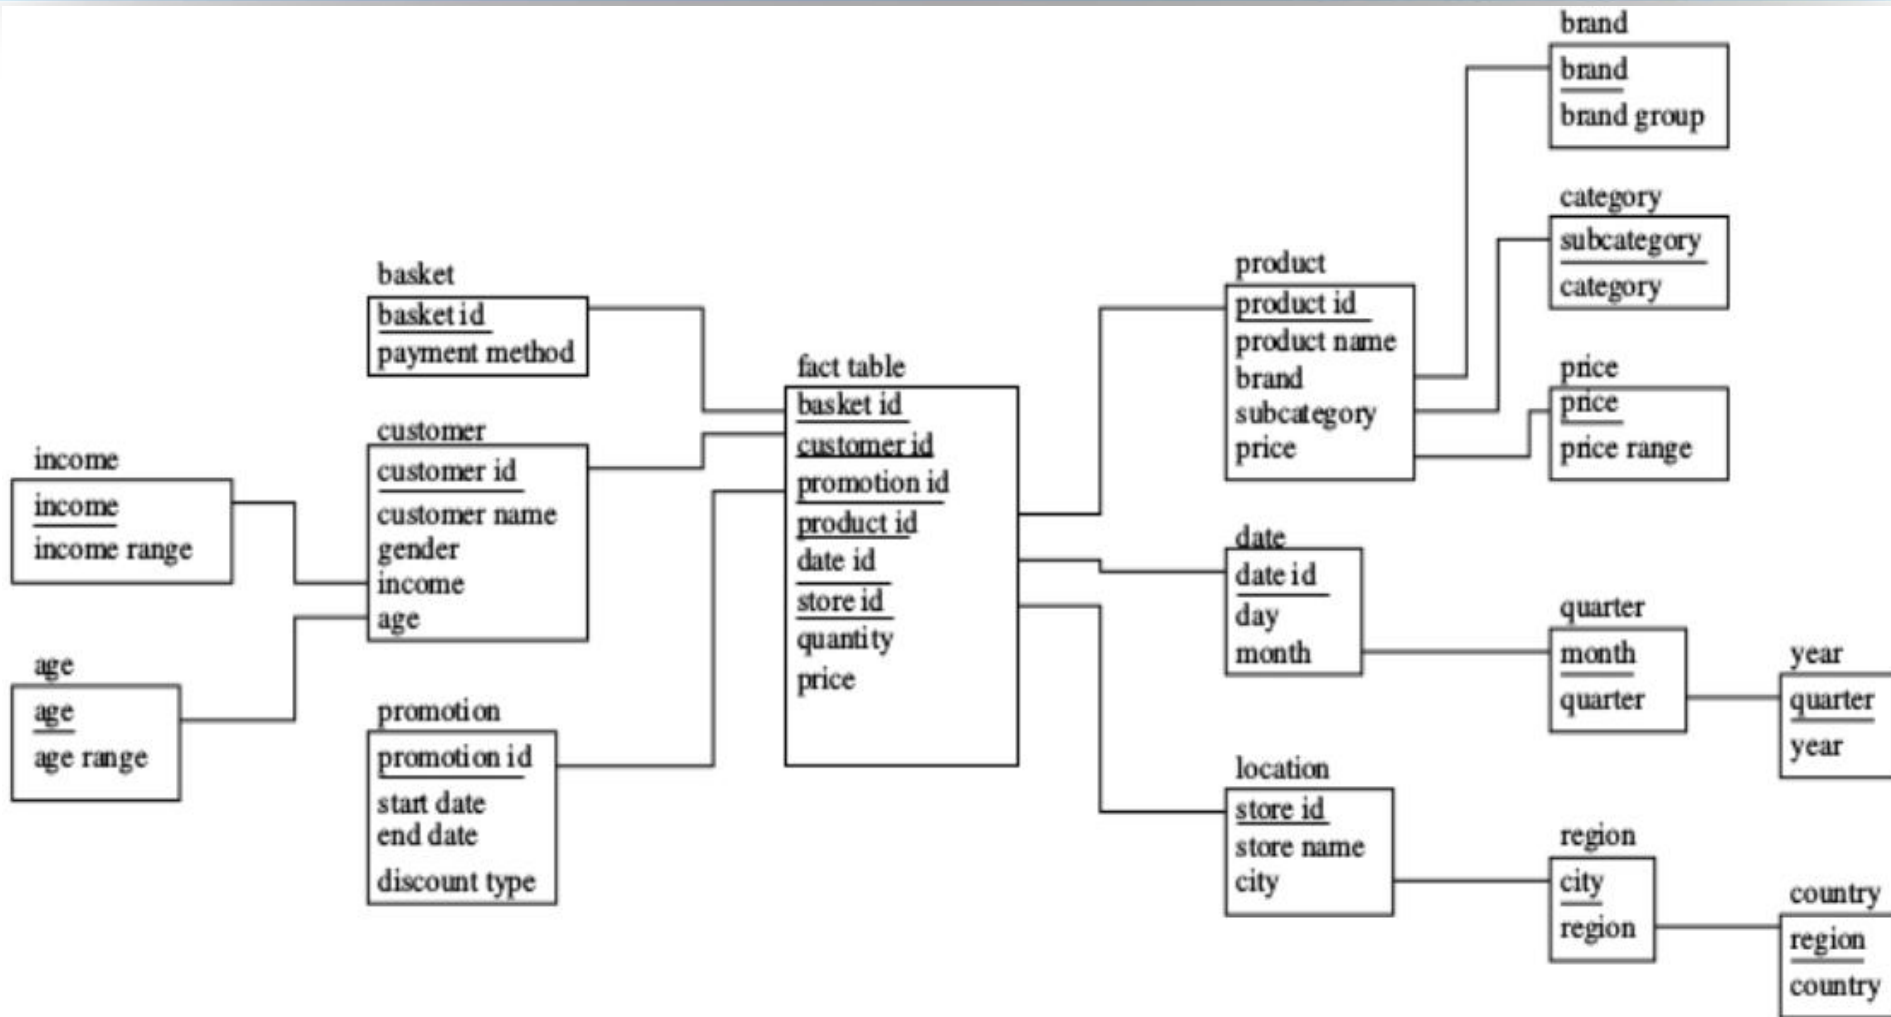 brand
brand
brand group
category
subcategory
category
price
price
price range
product
product id
product name
brand
subcategory
price
basket
basket id
payment method
fact table
basket id
customer id
promotion id
product id
date id
store id
quantity
price
customer
customer id
customer name
gender
income
age
income
income
income range
age
age
age range
promotion
promotion id
start date
end date
discount type
date
date id
day
month
quarter
month
quarter
year
quarter
year
location
store id
store name
city
region
city
region
country
region
country